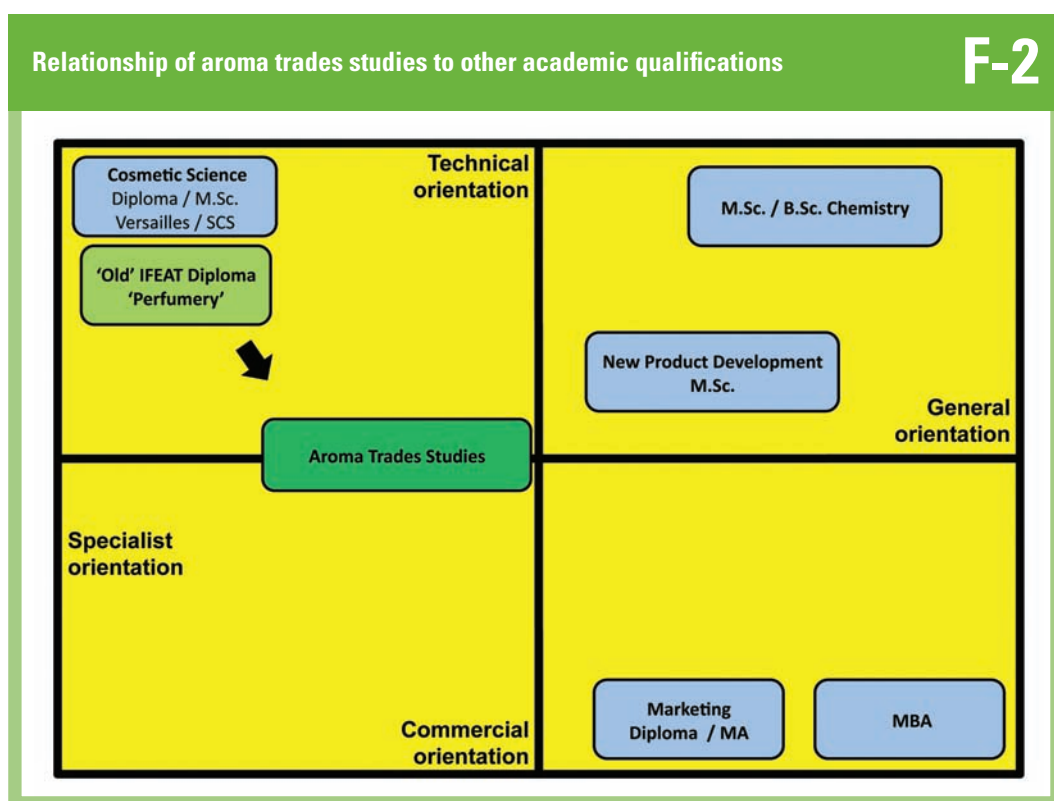 Relationship of aroma trades studies to other academic qualifications
F-2
Cosmetic Science
Diploma / M.Sc.
Versailles / SCS
Technical
orientation
M.Sc. / B.Sc. Chemistry
‘Old’ IFEAT Diploma
‘Perfumery’
New Product Development
M.Sc.
General
orientation
Aroma Trades Studies
Specialist
orientation
Commercial
orientation
Marketing
Diploma / MA
MBA